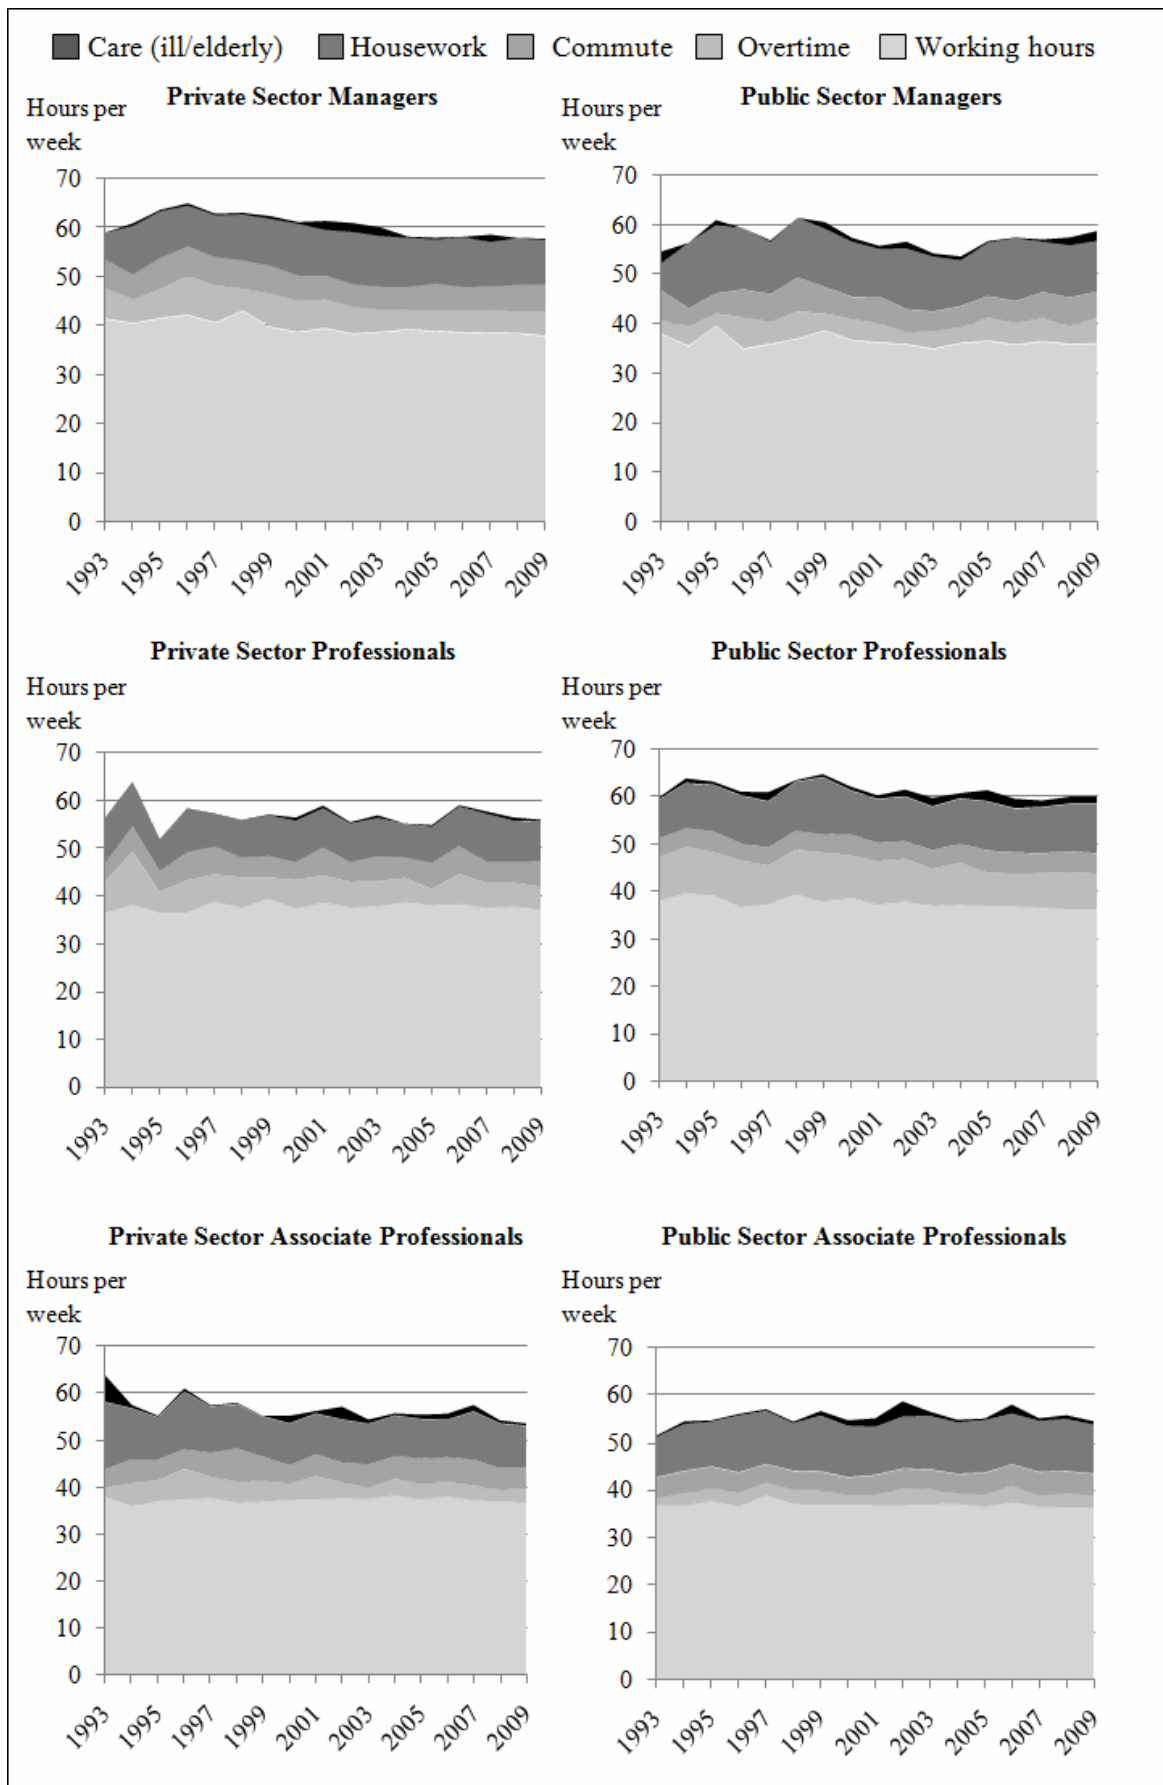 Care (ill/elderly) Housework Commute Overtime Working hours
Private Sector Managers
Hours per
week
70
60
50
40
30
20
10
0
1993 1995 1997 1999 2001 2003 2005 2007 2009
Public Sector Managers
Hours per
week
70
60
50
40
30
20
10
0
1993 1995 1997 1999 2001 2003 2005 2007 2009
Private Sector Professionals
Hours per
week
70
60
50
40
30
20
10
0
1993 1995 1997 1999 2001 2003 2005 2007 2009
Public Sector Professionals
Hours per
week
70
60
50
40
30
20
10
0
1993 1995 1997 1999 2001 2003 2005 2007 2009
Private Sector Associate Professionals
Hours per
week
70
60
50
40
30
20
10
0
1993 1995 1997 1999 2001 2003 2005 2007 2009
Public Sector Associate Professionals
Hours per
week
70
60
50
40
30
20
10
0
1993 1995 1997 1999 2001 2003 2005 2007 2009